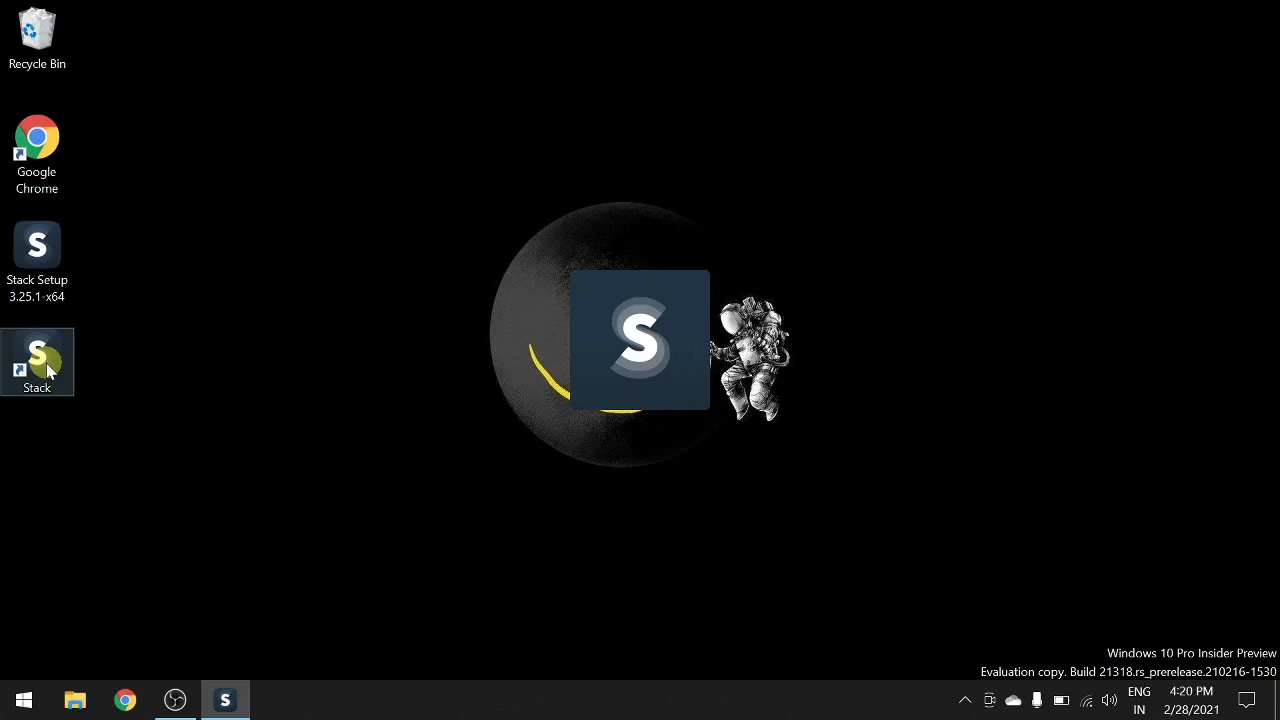 Recycle Bin
Google
Chrome
S
Stack Setup
3.25.1-x64
S
Stack
S
Windows 10 Pro Insider Preview
Evaluation copy. Build 21318.rs_prerelease.210216-1530
S
ENG
IN
4:20 PM
2/28/2021